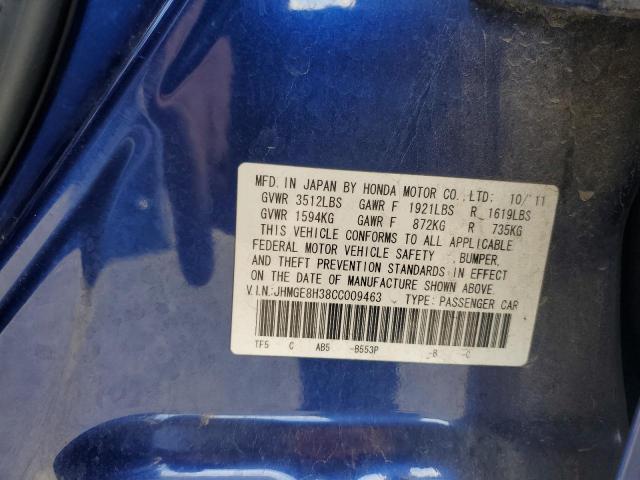 MFD. IN JAPAN BY HONDA MOTOR CO., LTD. 10/11
GVWR 3512LBS GAWR F 1921LBS R 1619LBS
GVWR 1594KG GAWR F 872KG R 735KG
THIS VEHICLE CONFORMS TO ALL APPLICABLE
FEDERAL MOTOR VEHICLE SAFETY , BUMPER,
AND THEFT PREVENTION STANDARDS IN EFFECT
ON THE DATE OF MANUFACTURE SHOWN ABOVE.
V.I.N.:JHMGE8H38CC009463 TYPE: PASSENGER CAR
TF5 C AB5 -B553P -B -C